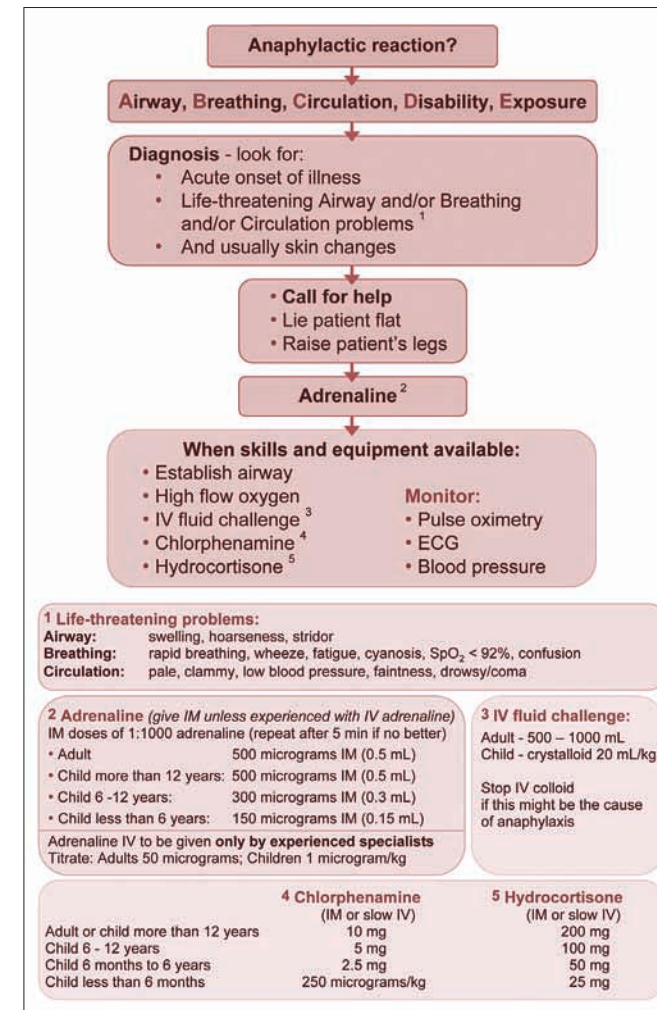 Anaphylactic reaction?
Airway, Breathing, Circulation, Disability, Exposure
Diagnosis - look for:
• Acute onset of illness
• Life-threatening Airway and/or Breathing
and/or Circulation problems 1
• And usually skin changes
• Call for help
• Lie patient flat
• Raise patient's legs
Adrenaline 2
When skills and equipment available:
• Establish airway
• High flow oxygen
• IV fluid challenge 3
• Chlorphenamine 4
• Hydrocortisone 5
Monitor:
• Pulse oximetry
• ECG
• Blood pressure
1 Life-threatening problems:
Airway: swelling, hoarseness, stridor
Breathing: rapid breathing, wheeze, fatigue, cyanosis, SpO2 < 92%, confusion
Circulation: pale, clammy, low blood pressure, faintness, drowsy/coma
2 Adrenaline (give IM unless experienced with IV adrenaline)
IM doses of 1:1000 adrenaline (repeat after 5 min if no better)
• Adult 500 micrograms IM (0.5 mL)
• Child more than 12 years: 500 micrograms IM (0.5 mL)
• Child 6 -12 years: 300 micrograms IM (0.3 mL)
• Child less than 6 years: 150 micrograms IM (0.15 mL)
Adrenaline IV to be given only by experienced specialists
Titrate: Adults 50 micrograms; Children 1 microgram/kg
3 IV fluid challenge:
Adult - 500 – 1000 mL
Child - crystalloid 20 mL/kg
Stop IV colloid
if this might be the cause
of anaphylaxis
4 Chlorphenamine 5 Hydrocortisone
(IM or slow IV) (IM or slow IV)
Adult or child more than 12 years 10 mg 200 mg
Child 6 - 12 years 5 mg 100 mg
Child 6 months to 6 years 2.5 mg 50 mg
Child less than 6 months 250 micrograms/kg 25 mg